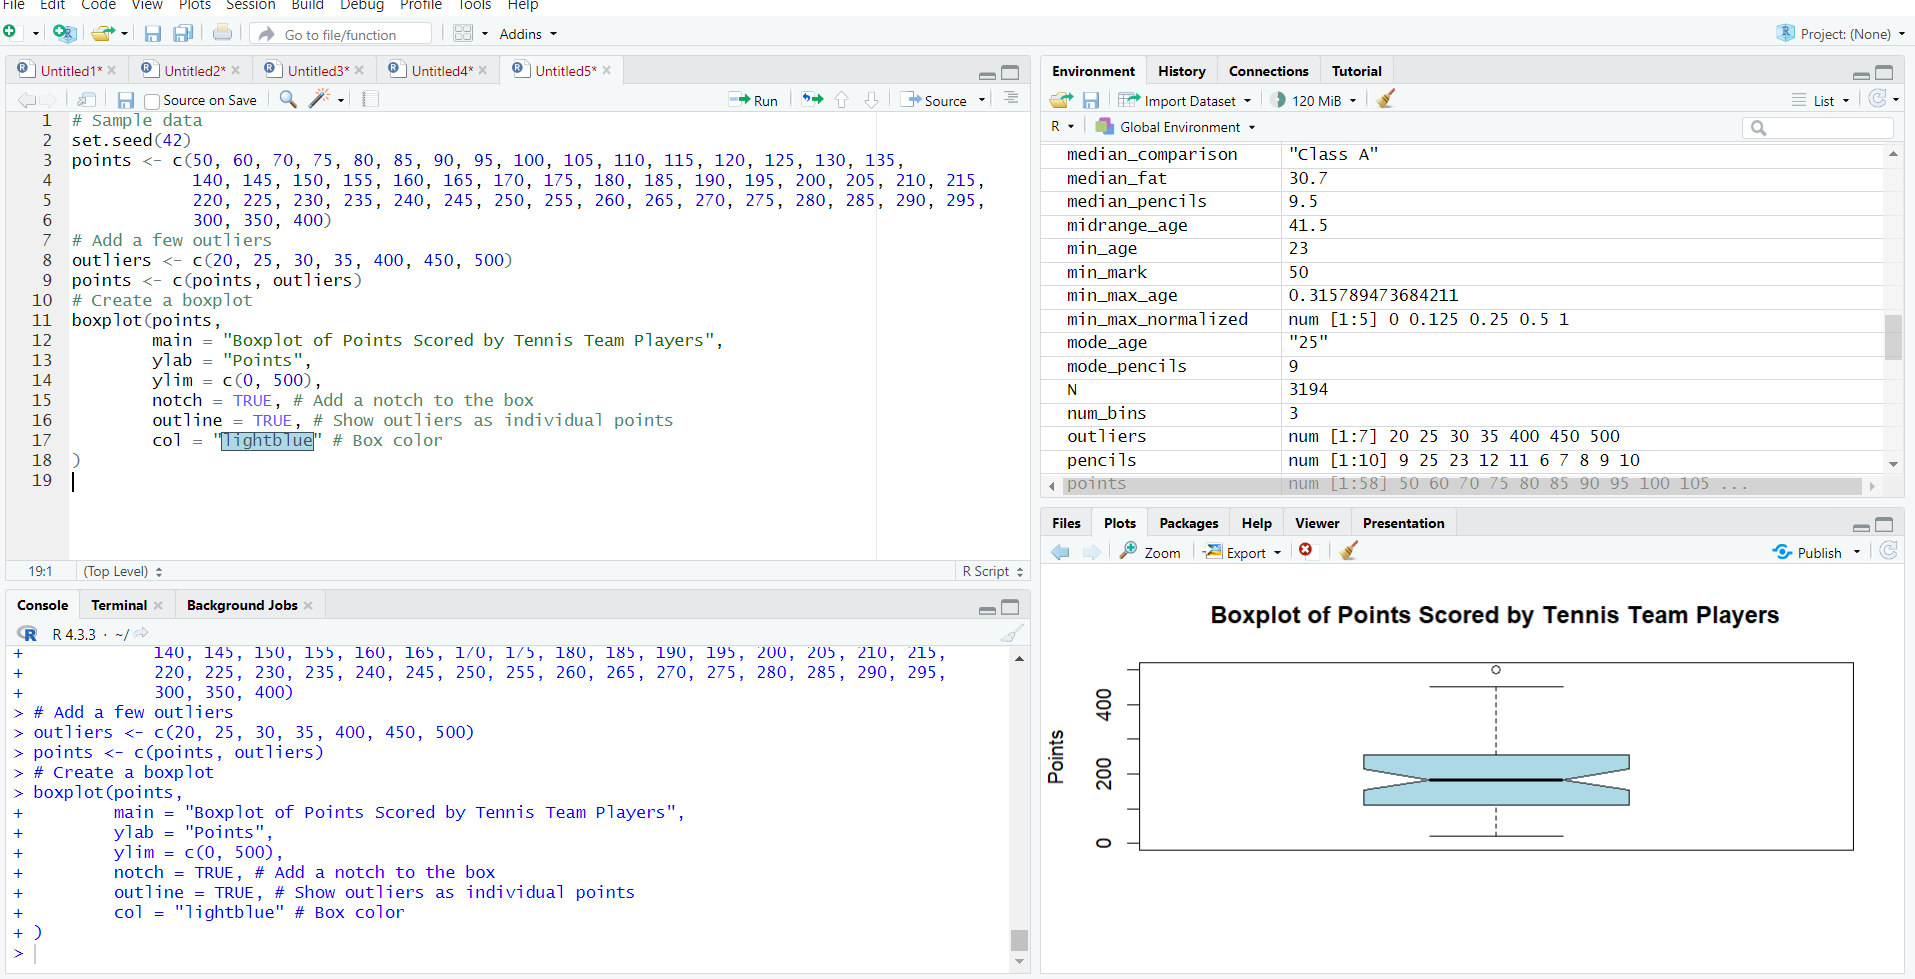 File Edit Code View Plots Session Build Debug Profile Tools Help
Go to file/function Addins Project: (None)
Untitled1* Untitled2* Untitled3* Untitled4* Untitled5*
Source on Save Run Source
1 # Sample data
2 set.seed(42)
3 points <- c(50, 60, 70, 75, 80, 85, 90, 95, 100, 105, 110, 115, 120, 125, 130, 135,
4 140, 145, 150, 155, 160, 165, 170, 175, 180, 185, 190, 195, 200, 205, 210, 215,
5 220, 225, 230, 235, 240, 245, 250, 255, 260, 265, 270, 275, 280, 285, 290, 295,
6 300, 350, 400)
7 # Add a few outliers
8 outliers <- c(20, 25, 30, 35, 400, 450, 500)
9 points <- c(points, outliers)
10 # Create a boxplot
11 boxplot(points,
12 main = "Boxplot of Points Scored by Tennis Team Players",
13 ylab = "Points",
14 ylim = c(0, 500),
15 notch = TRUE, # Add a notch to the box
16 outline = TRUE, # Show outliers as individual points
17 col = "lightblue" # Box color
18 )
19
19:1 (Top Level) R Script
Console Terminal Background Jobs
R R 4.3.3 · ~/
+ 140, 145, 150, 155, 160, 165, 170, 175, 180, 185, 190, 195, 200, 205, 210, 215,
+ 220, 225, 230, 235, 240, 245, 250, 255, 260, 265, 270, 275, 280, 285, 290, 295,
+ 300, 350, 400)
> # Add a few outliers
> outliers <- c(20, 25, 30, 35, 400, 450, 500)
> points <- c(points, outliers)
> # Create a boxplot
> boxplot(points,
+ main = "Boxplot of Points Scored by Tennis Team Players",
+ ylab = "Points",
+ ylim = c(0, 500),
+ notch = TRUE, # Add a notch to the box
+ outline = TRUE, # Show outliers as individual points
+ col = "lightblue" # Box color
+ )
>
Environment History Connections Tutorial
Import Dataset 120 MiB List
R Global Environment
median_comparison "Class A"
median_fat 30.7
median_pencils 9.5
midrange_age 41.5
min_age 23
min_mark 50
min_max_age 0.315789473684211
min_max_normalized num [1:5] 0 0.125 0.25 0.5 1
mode_age "25"
mode_pencils 9
N 3194
num_bins 3
outliers num [1:7] 20 25 30 35 400 450 500
pencils num [1:10] 9 25 23 12 11 6 7 8 9 10
points num [1:58] 50 60 70 75 80 85 90 95 100 105 ...
Files Plots Packages Help Viewer Presentation
Zoom Export Publish
Boxplot of Points Scored by Tennis Team Players
Points
400
200
0